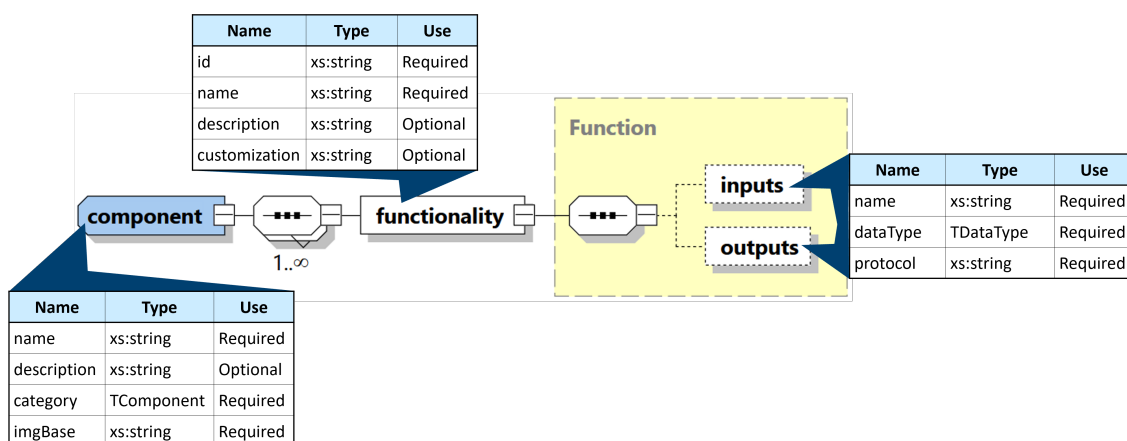 Name Type Use
id xs:string Required
name xs:string Required
description xs:string Optional
customization xs:string Optional
Function
component
functionality
1..∞
inputs
outputs
Name Type Use
name xs:string Required
dataType TDataType Required
protocol xs:string Required
Name Type Use
name xs:string Required
description xs:string Optional
category TComponent Required
imgBase xs:string Required